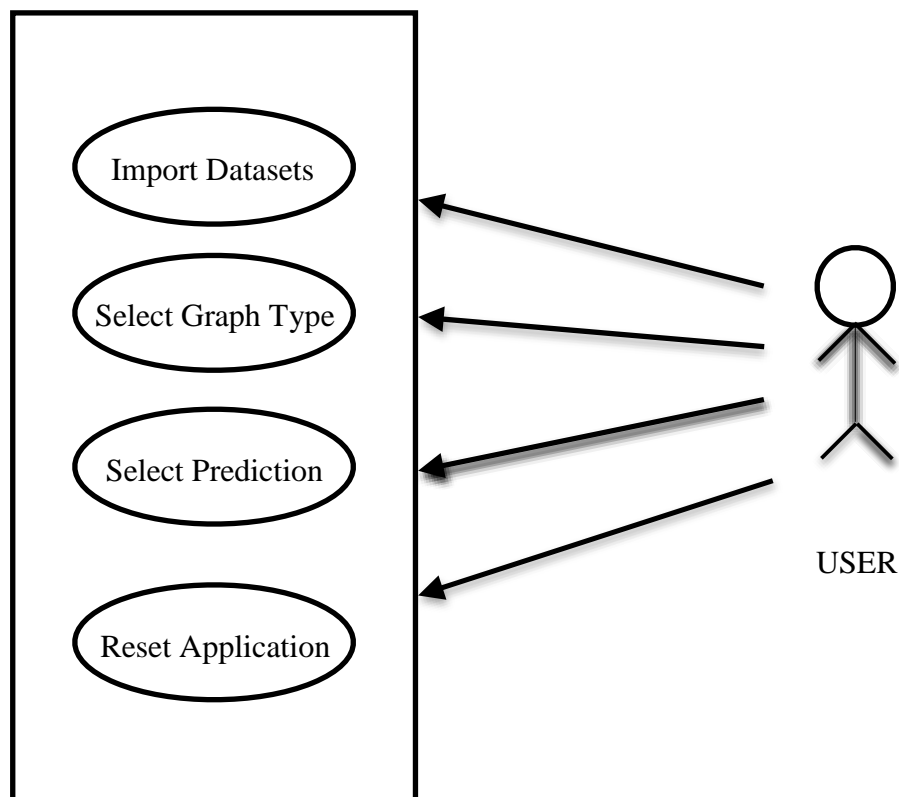 Import Datasets
Select Graph Type
Select Prediction
Reset Application
USER